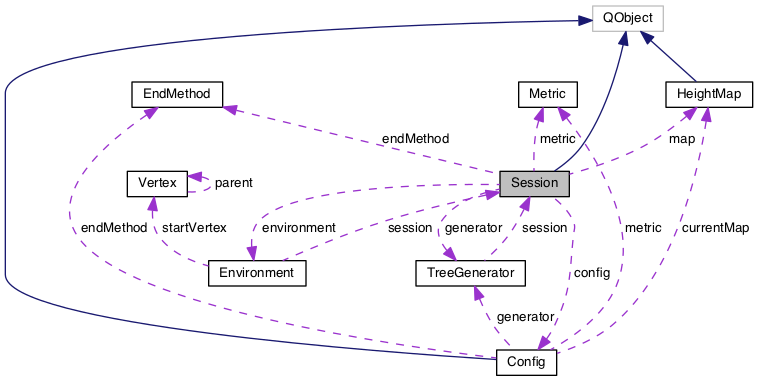 QObject
EndMethod
Metric
HeightMap
endMethod
metric
map
Vertex
parent
Session
endMethod
startVertex
environment
session
generator
session
metric
currentMap
Environment
TreeGenerator
config
generator
Config